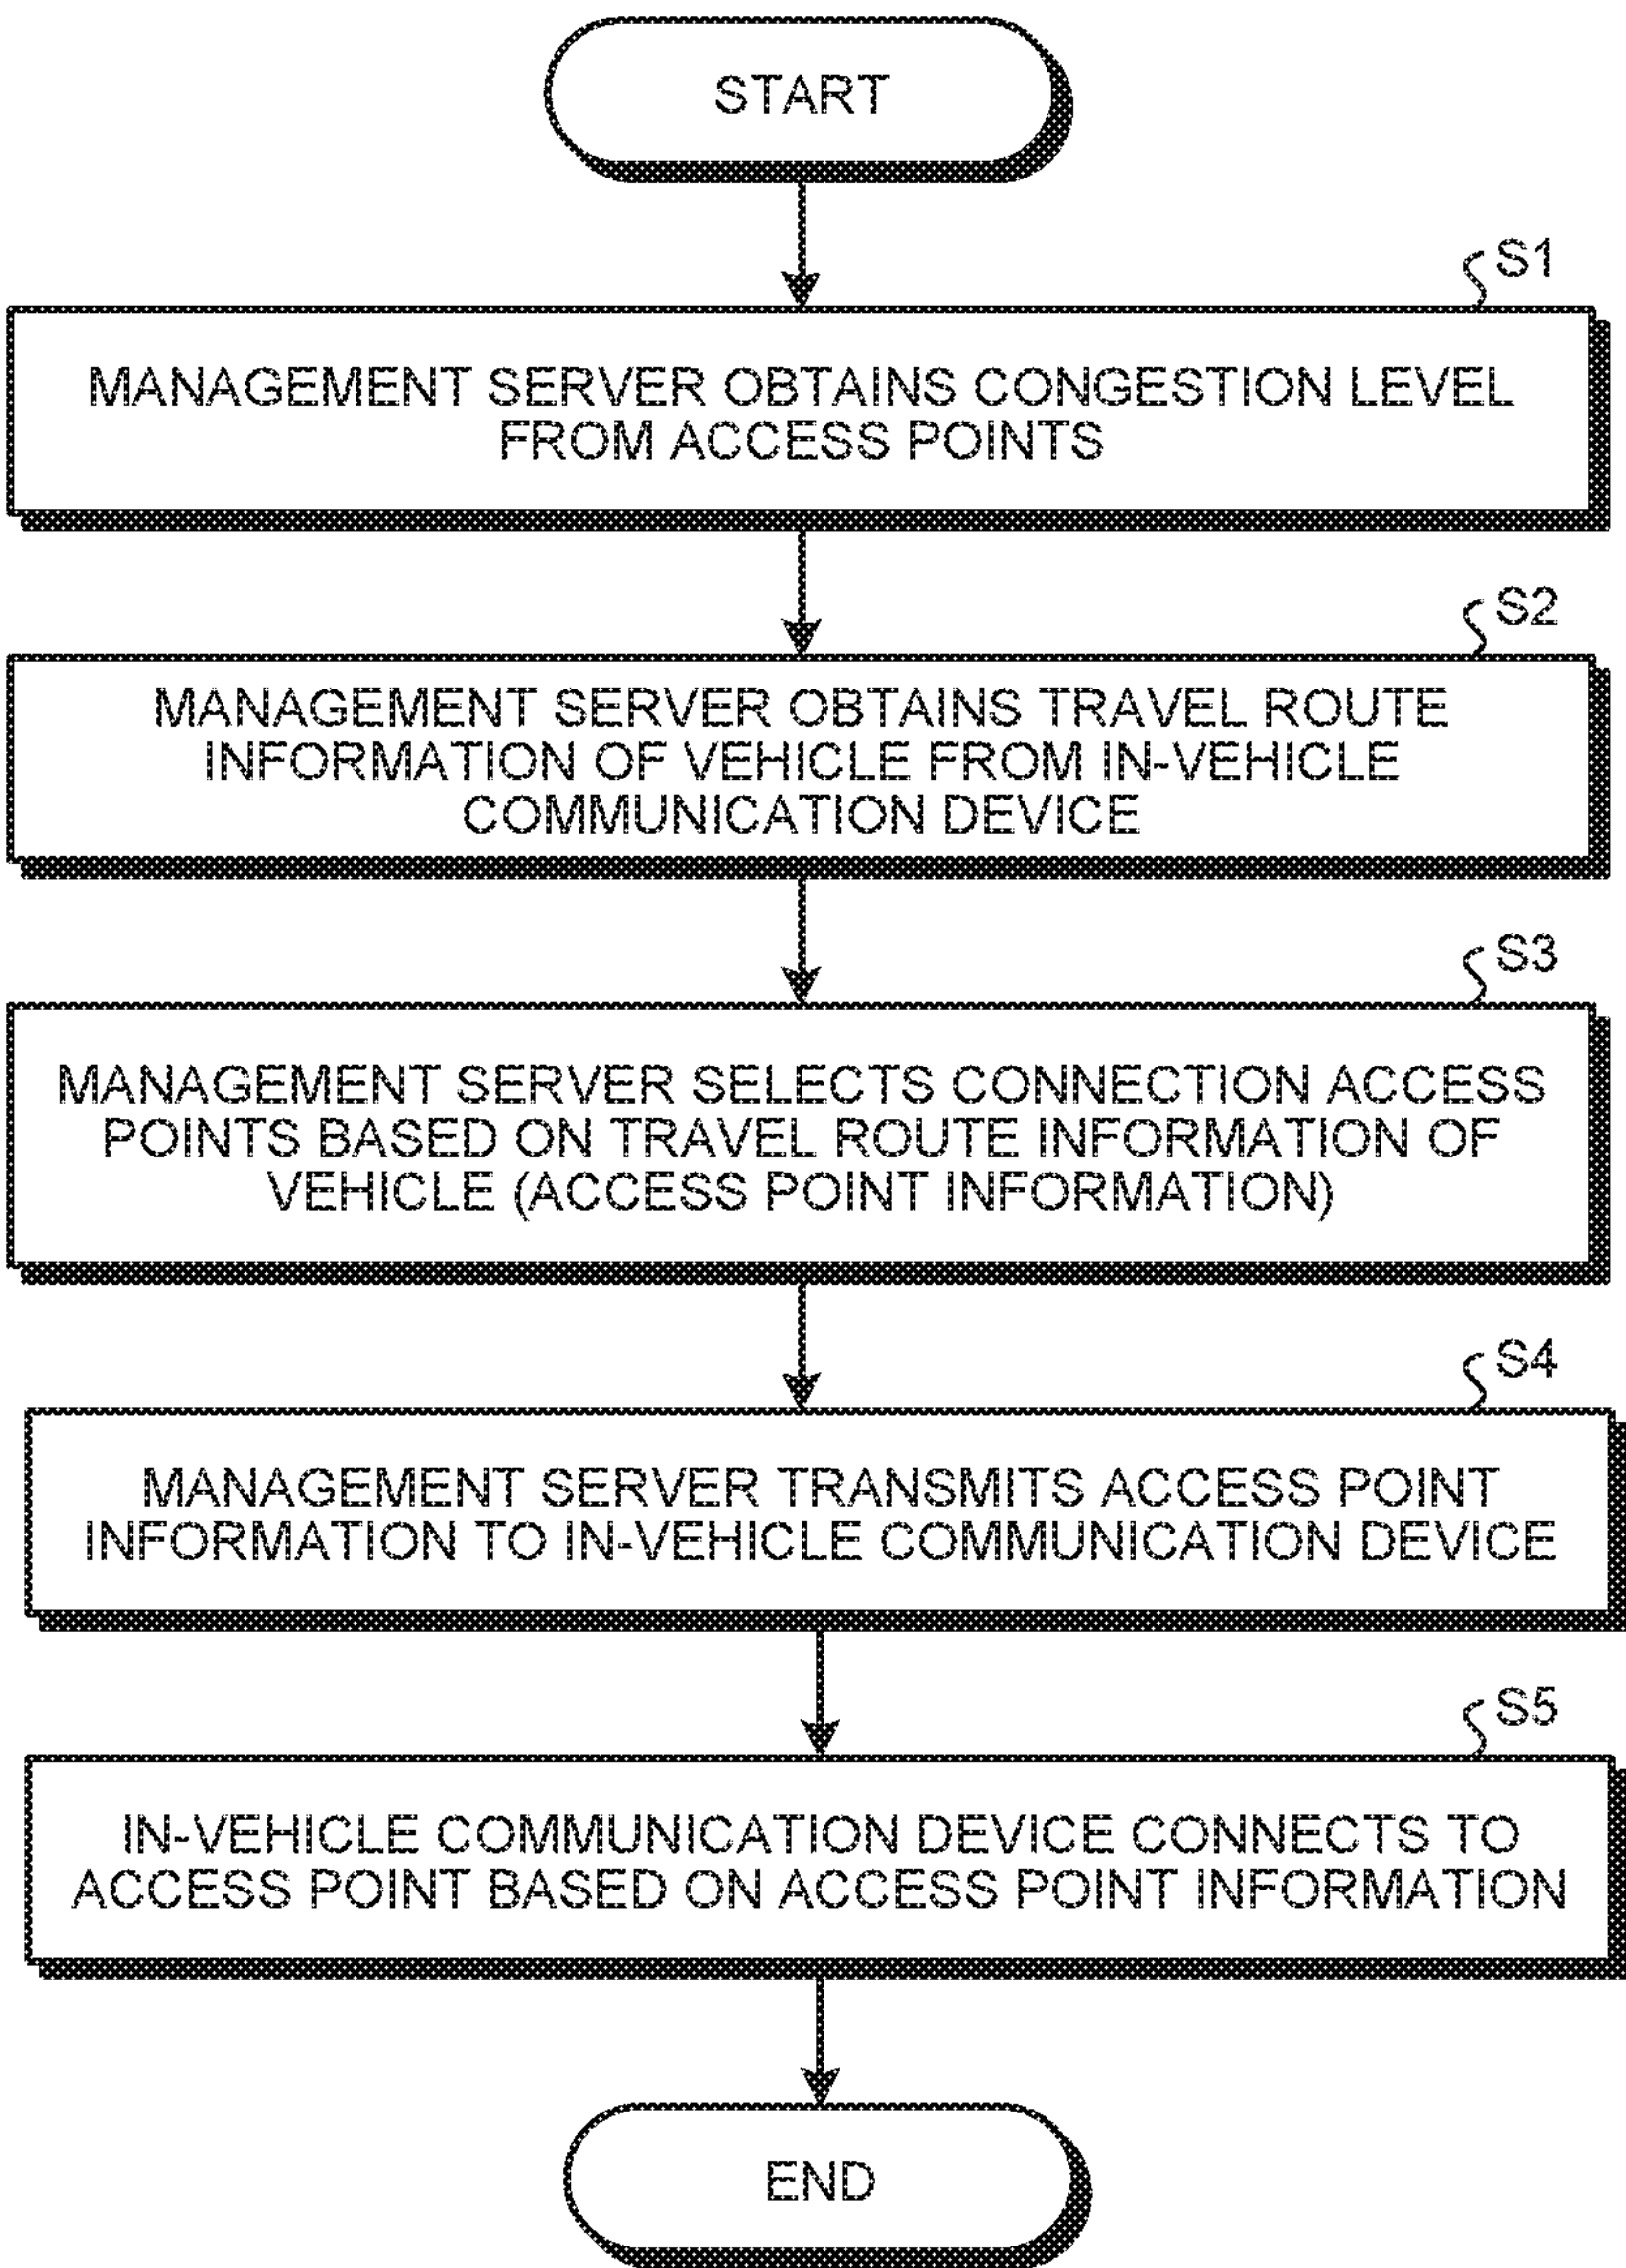 START
S1
MANAGEMENT SERVER OBTAINS CONGESTION LEVEL
FROM ACCESS POINTS
S2
MANAGEMENT SERVER OBTAINS TRAVEL ROUTE
INFORMATION OF VEHICLE FROM IN-VEHICLE
COMMUNICATION DEVICE
S3
MANAGEMENT SERVER SELECTS CONNECTION ACCESS
POINTS BASED ON TRAVEL ROUTE INFORMATION OF
VEHICLE (ACCESS POINT INFORMATION)
S4
MANAGEMENT SERVER TRANSMITS ACCESS POINT
INFORMATION TO IN-VEHICLE COMMUNICATION DEVICE
S5
IN-VEHICLE COMMUNICATION DEVICE CONNECTS TO
ACCESS POINT BASED ON ACCESS POINT INFORMATION
END